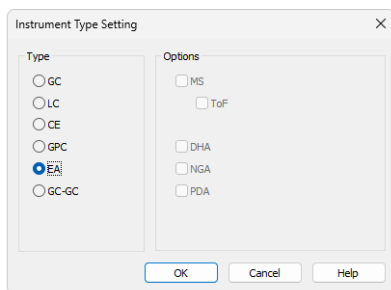 Instrument Type Setting
Type
GC
LC
CE
GPC
EA
GC-GC
Options
MS
ToF
DHA
NGA
PDA
OK Cancel Help